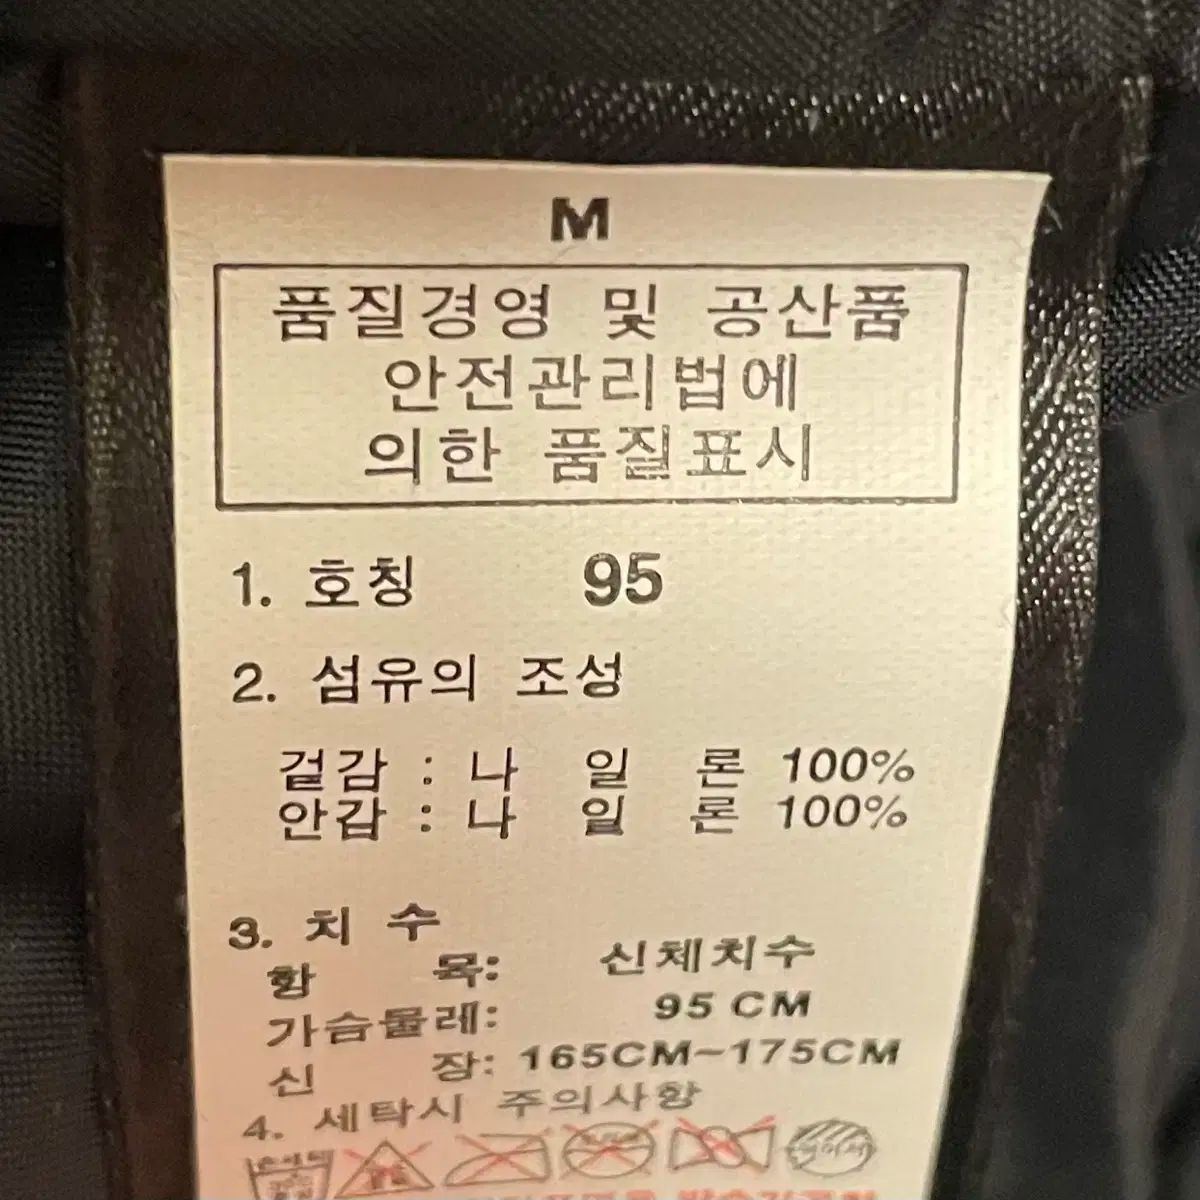 M
품질경영 및 공산품
안전관리법에
의한 품질표시
1. 호칭 95
2. 섬유의 조성
겉감 : 나 일 론 100%
안감 : 나 일 론 100%
3. 치 수
항 목: 신체치수
가슴물레: 95 CM
신 장: 165CM~175CM
4. 세탁시 주의사항